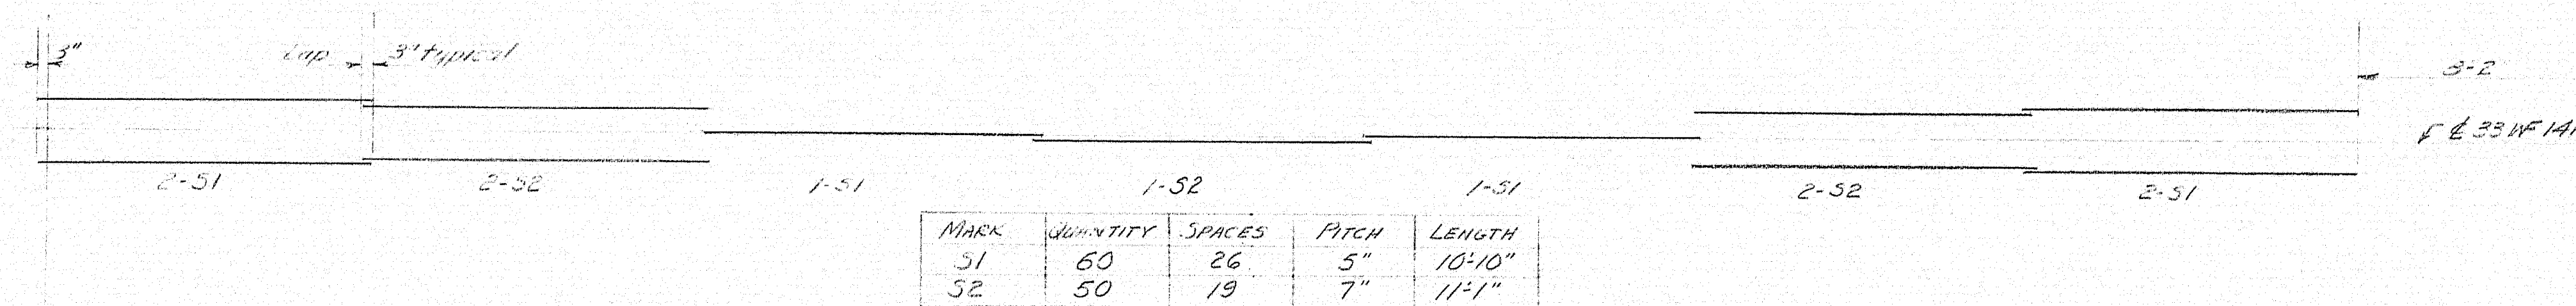 3"
Lap 3" typical
3-2
₵ 33 WF 141
2-S1 2-S2 1-S1 1-S2 1-S1 2-S2 2-S1
MARK QUANTITY SPACES PITCH LENGTH
S1 60 26 5" 10'-10"
S2 50 19 7" 11'-1"